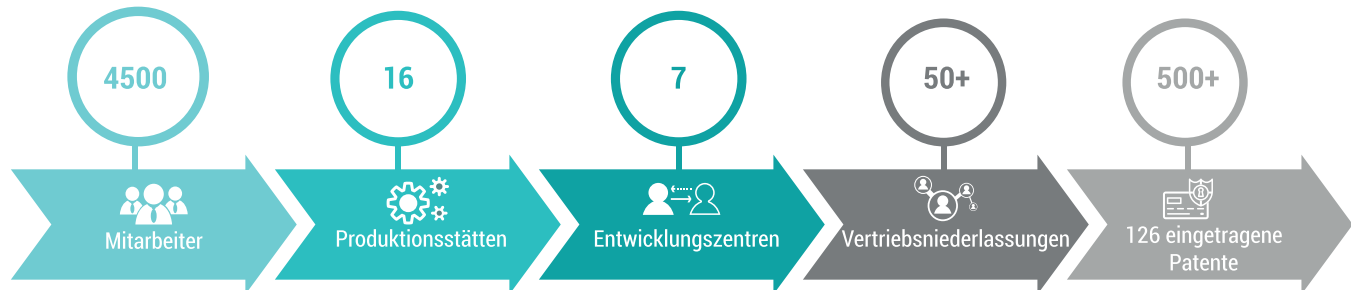 4500
16
7
50+
500+
Mitarbeiter
Produktionsstätten
Entwicklungszentren
Vertriebsniederlassungen
126 eingetragene
Patente